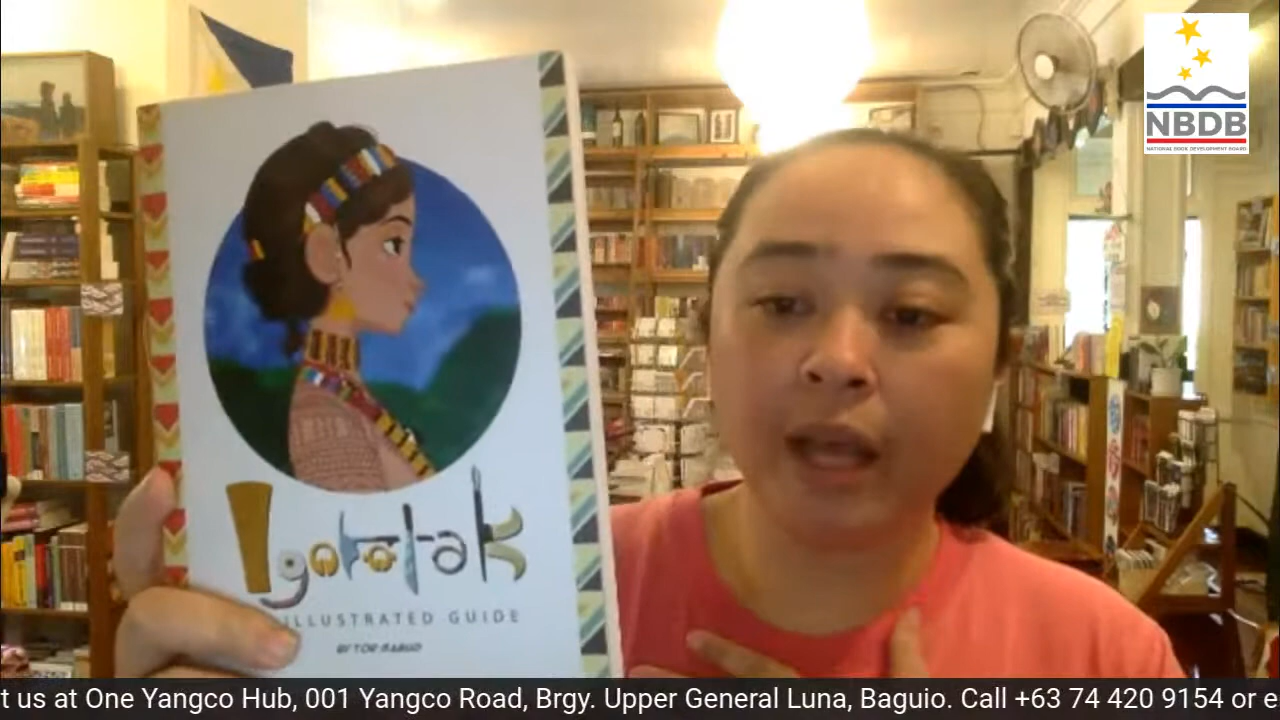 NBDB
NATIONAL BOOK DEVELOPMENT BOARD
Igorotak
ILLUSTRATED GUIDE
t us at One Yangco Hub, 001 Yangco Road, Brgy. Upper General Luna, Baguio. Call +63 74 420 9154 or e